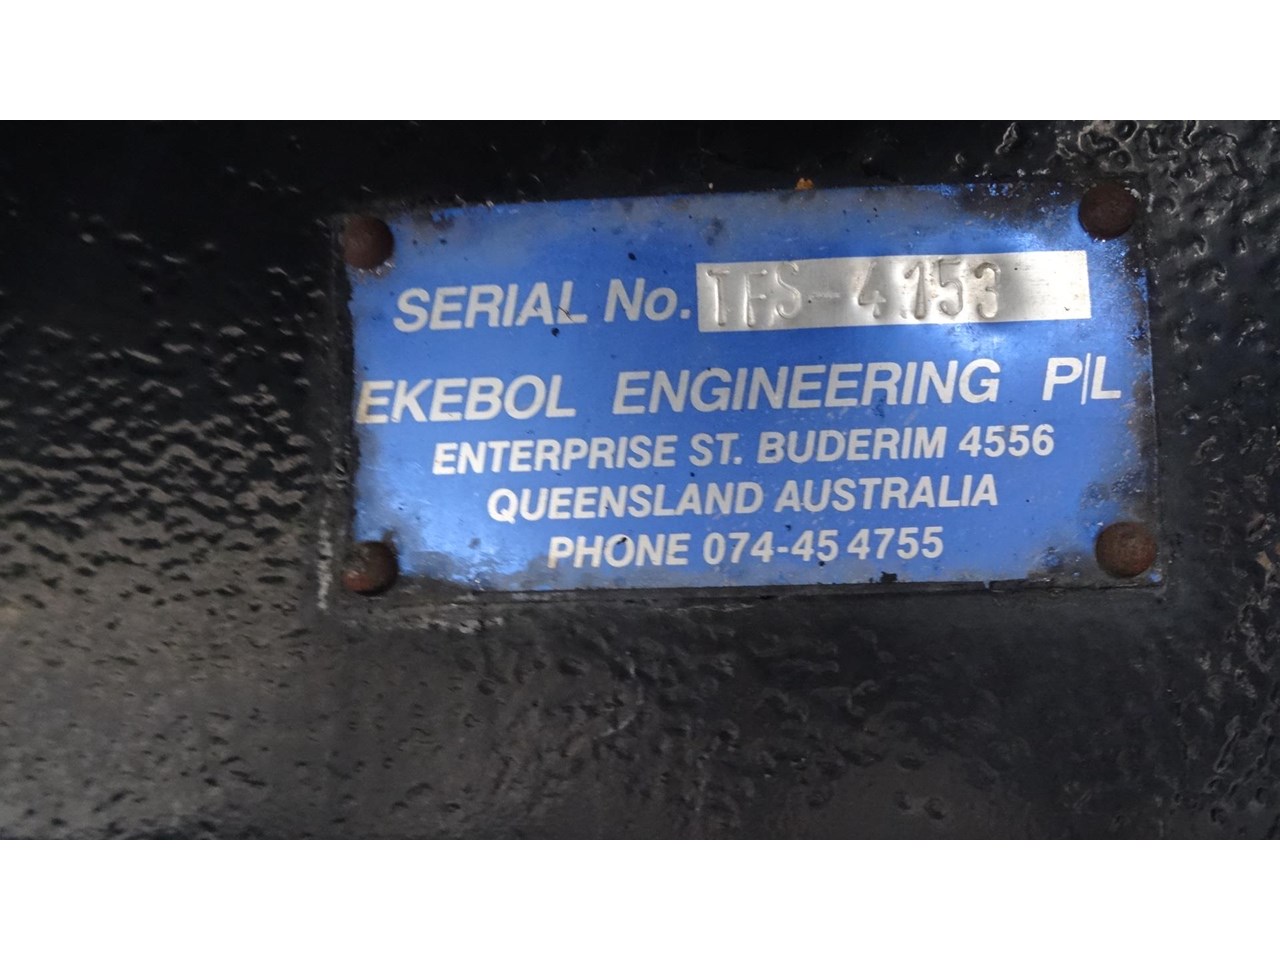 SERIAL No. TFS-4153
EKEBOL ENGINEERING P/L
ENTERPRISE ST. BUDERIM 4556
QUEENSLAND AUSTRALIA
PHONE 074-45 4755